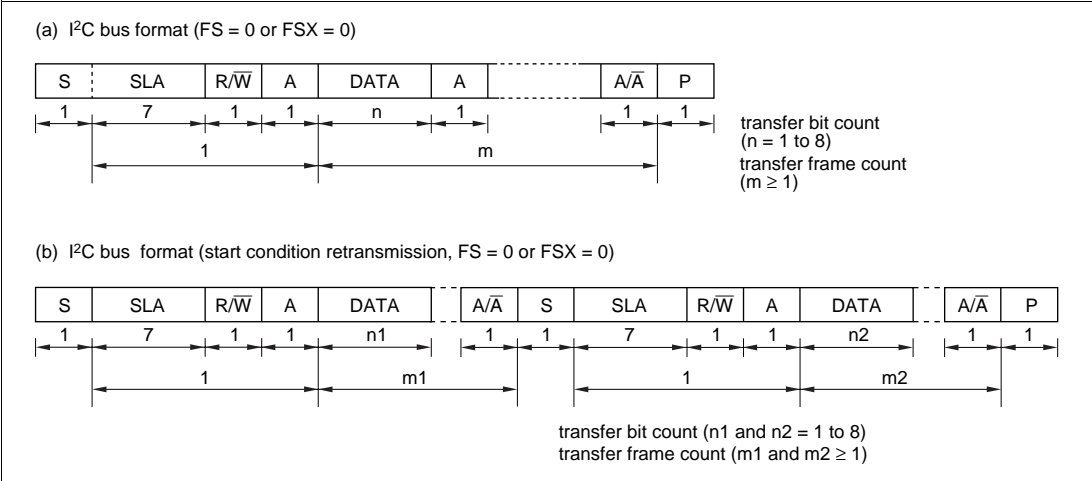 (a) I²C bus format (FS = 0 or FSX = 0)
S SLA R/W̅ A DATA A A/A̅ P
1 7 1 1 n 1 1 1
1 m
transfer bit count
(n = 1 to 8)
transfer frame count
(m ≥ 1)
(b) I²C bus format (start condition retransmission, FS = 0 or FSX = 0)
S SLA R/W̅ A DATA A/A̅ S SLA R/W̅ A DATA A/A̅ P
1 7 1 1 n1 1 1 7 1 1 n2 1 1
1 m1 1 m2
transfer bit count (n1 and n2 = 1 to 8)
transfer frame count (m1 and m2 ≥ 1)